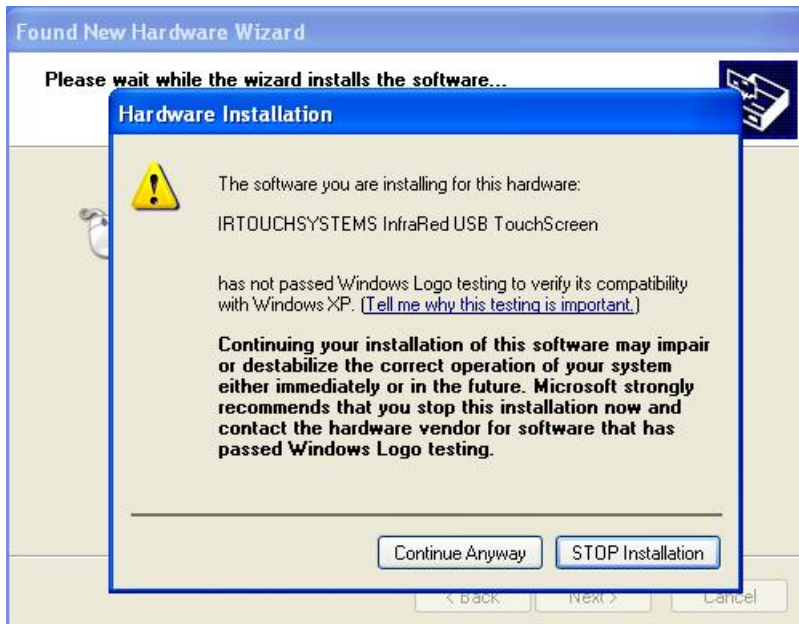 Found New Hardware Wizard
Please wait while the wizard installs the software...
Hardware Installation
The software you are installing for this hardware:
IRTOUCHSYSTEMS InfraRed USB TouchScreen
has not passed Windows Logo testing to verify its compatibility
with Windows XP. (Tell me why this testing is important.)
Continuing your installation of this software may impair
or destabilize the correct operation of your system
either immediately or in the future. Microsoft strongly
recommends that you stop this installation now and
contact the hardware vendor for software that has
passed Windows Logo testing.
Continue Anyway STOP Installation
< Back Next > Cancel